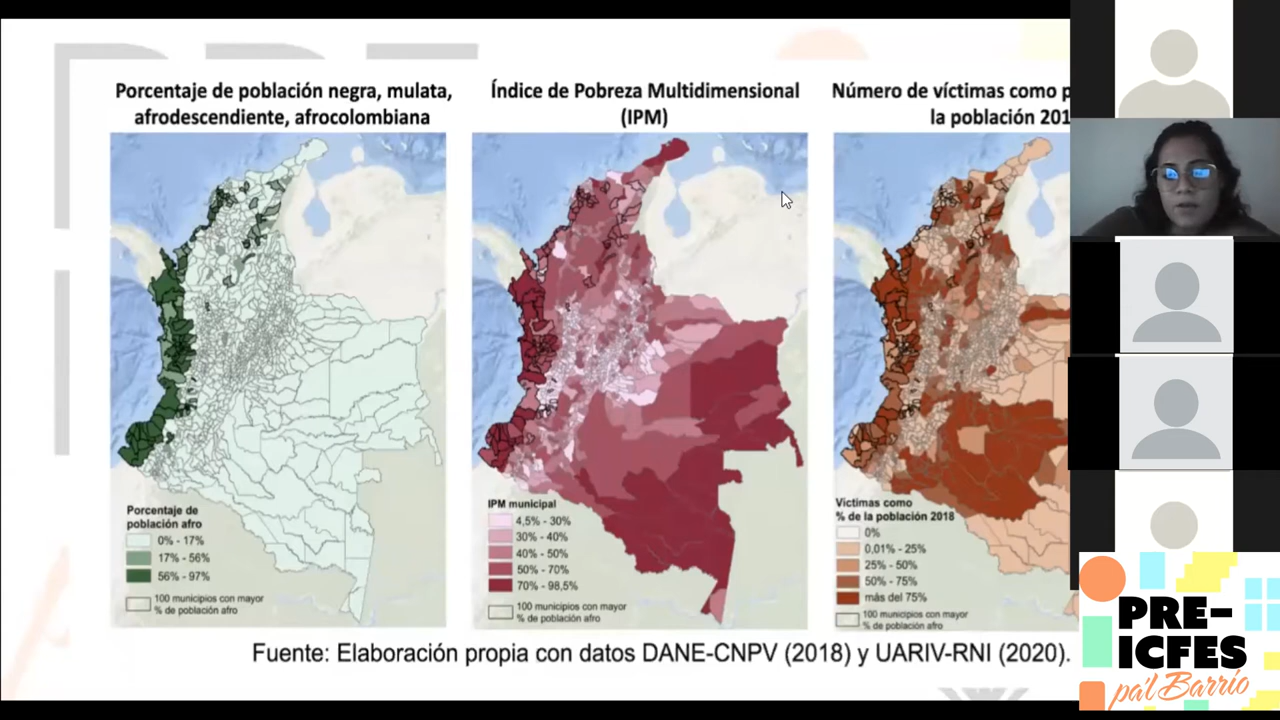 Porcentaje de población negra, mulata,
afrodescendiente, afrocolombiana
Índice de Pobreza Multidimensional
(IPM)
Número de víctimas como p
la población 201
Porcentaje de
población afro
0% - 17%
17% - 56%
56% - 97%
100 municipios con mayor
% de población afro
IPM municipal
4,5% - 30%
30% - 40%
40% - 50%
50% - 70%
70% - 98,5%
100 municipios con mayor
% de población afro
Víctimas como
% de la población 2018
0%
0,01% - 25%
25% - 50%
50% - 75%
más del 75%
100 municipios con mayor
% de población afro
Fuente: Elaboración propia con datos DANE-CNPV (2018) y UARIV-RNI (2020).
PRE-
ICFES
pa'l Barrio